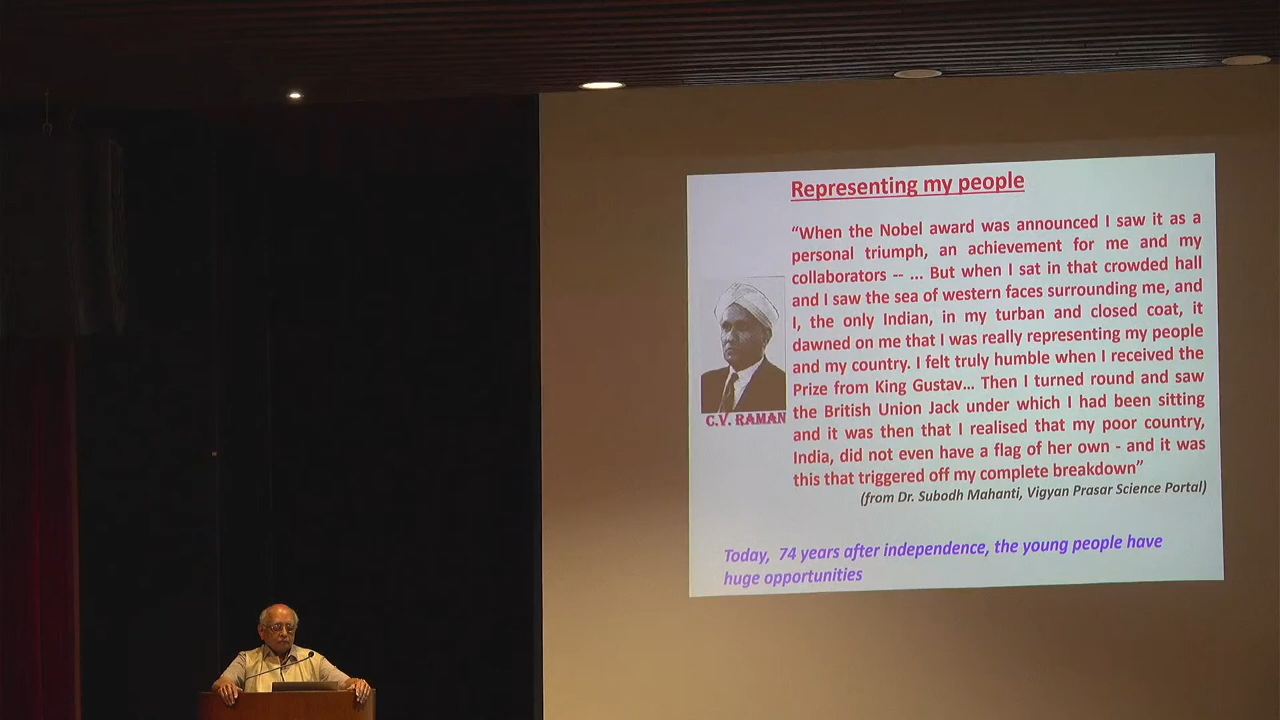 Representing my people
“When the Nobel award was announced I saw it as a
personal triumph, an achievement for me and my
collaborators -- ... But when I sat in that crowded hall
and I saw the sea of western faces surrounding me, and
I, the only Indian, in my turban and closed coat, it
dawned on me that I was really representing my people
and my country. I felt truly humble when I received the
Prize from King Gustav... Then I turned round and saw
the British Union Jack under which I had been sitting
and it was then that I realised that my poor country,
India, did not even have a flag of her own - and it was
this that triggered off my complete breakdown”
(from Dr. Subodh Mahanti, Vigyan Prasar Science Portal)
C.V. RAMAN
Today, 74 years after independence, the young people have
huge opportunities